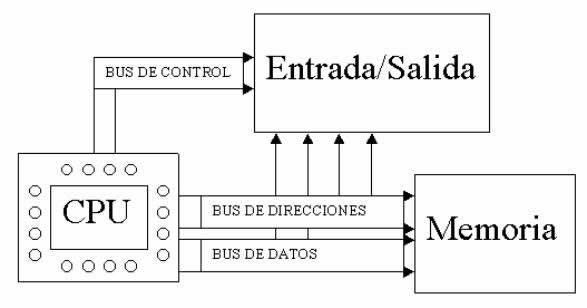 Entrada/Salida
BUS DE CONTROL
CPU
BUS DE DIRECCIONES
Memoria
BUS DE DATOS